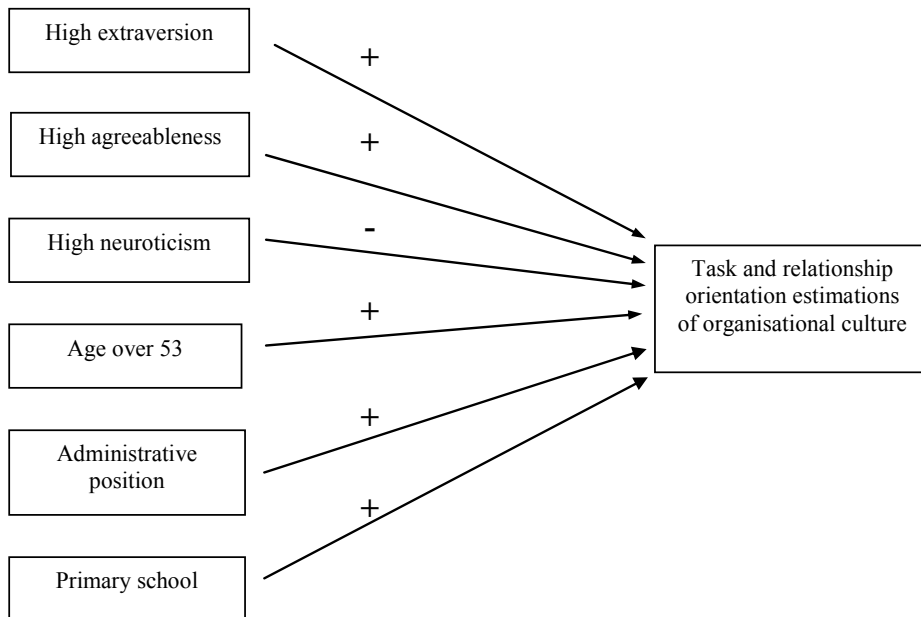 High extraversion
+
High agreeableness
+
High neuroticism
-
Age over 53
+
Administrative
position
+
Primary school
+
Task and relationship
orientation estimations
of organisational culture